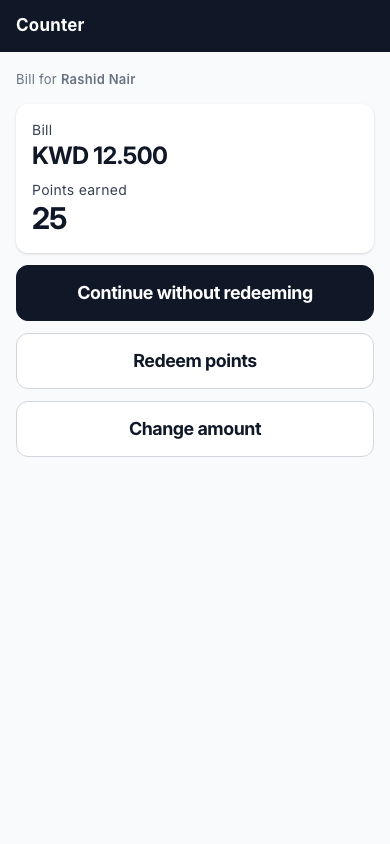 Counter
Bill for Rashid Nair
Bill
KWD 12.500
Points earned
25
Continue without redeeming
Redeem points
Change amount